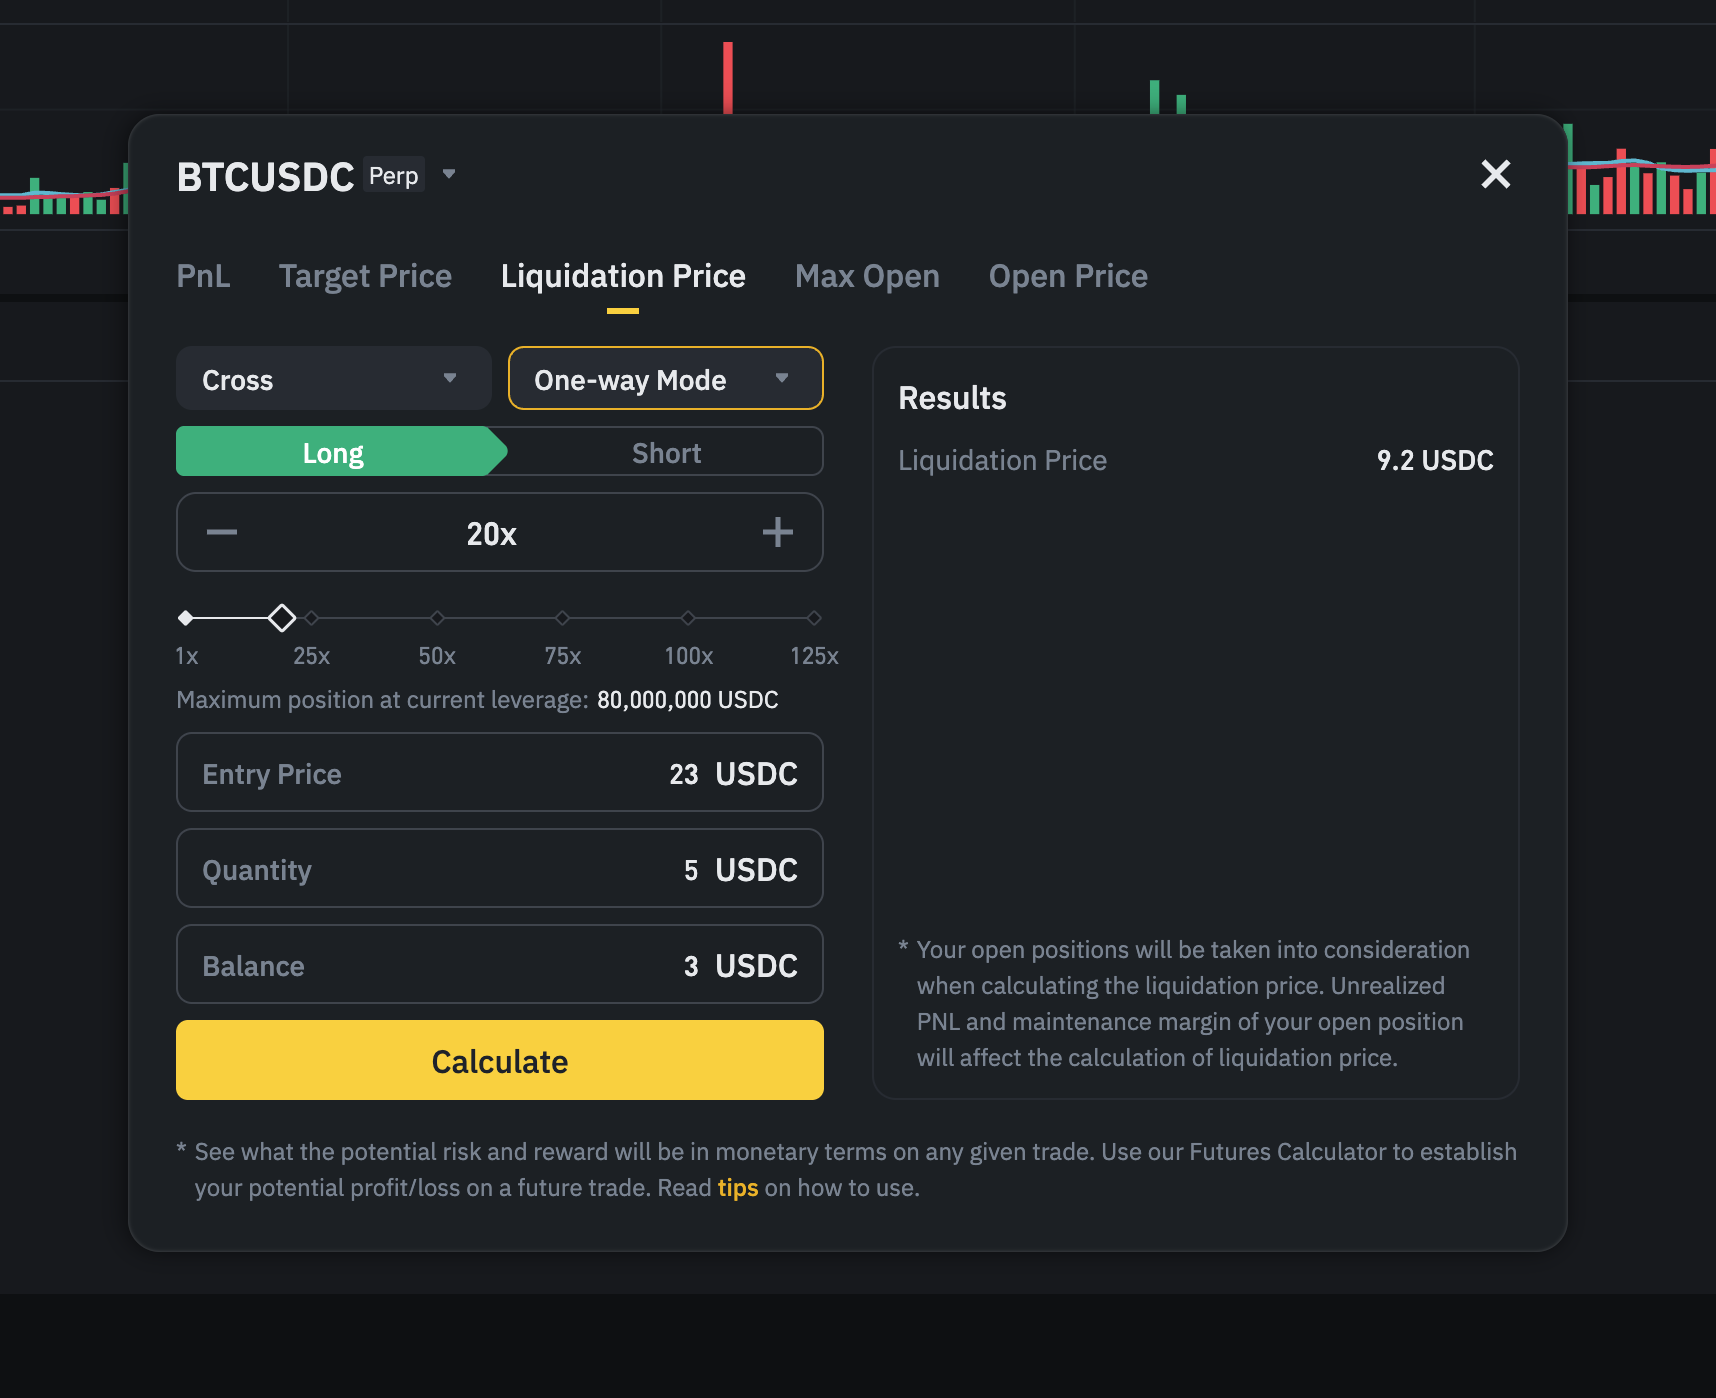 BTCUSDC Perp
PnL Target Price Liquidation Price Max Open Open Price
Cross One-way Mode
Long Short
20x
1x 25x 50x 75x 100x 125x
Maximum position at current leverage: 80,000,000 USDC
Entry Price 23 USDC
Quantity 5 USDC
Balance 3 USDC
Calculate
Results
Liquidation Price 9.2 USDC
* Your open positions will be taken into consideration
when calculating the liquidation price. Unrealized
PNL and maintenance margin of your open position
will affect the calculation of liquidation price.
* See what the potential risk and reward will be in monetary terms on any given trade. Use our Futures Calculator to establish
your potential profit/loss on a future trade. Read tips on how to use.